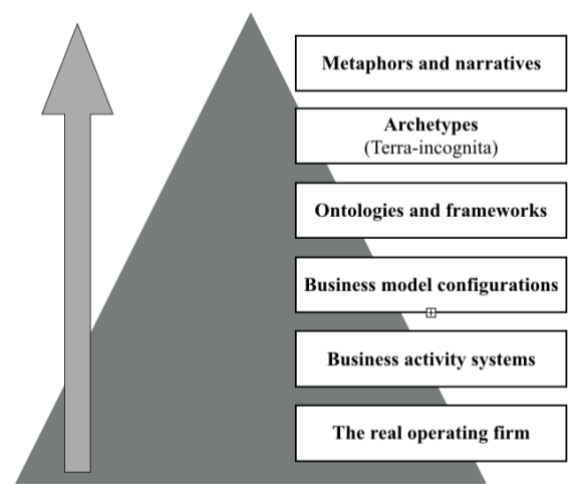 Metaphors and narratives
Archetypes
(Terra-incognita)
Ontologies and frameworks
Business model configurations
Business activity systems
The real operating firm